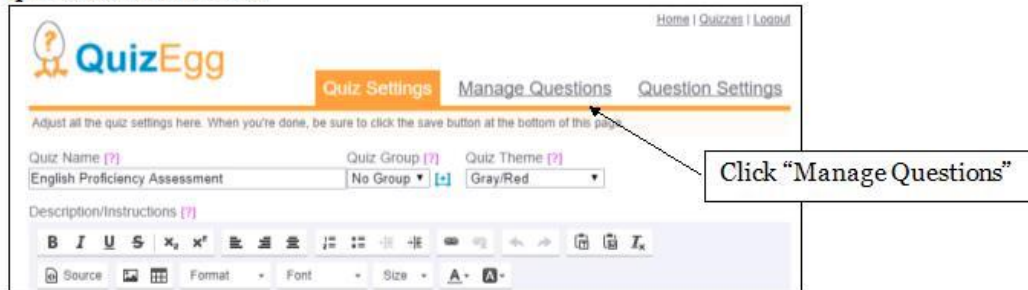 Home | Quizzes | Logout
QuizEgg
Quiz Settings Manage Questions Question Settings
Adjust all the quiz settings here. When you're done, be sure to click the save button at the bottom of this page.
Quiz Name [?] Quiz Group [?] Quiz Theme [?]
English Proficiency Assessment No Group [+] Gray/Red
Click “Manage Questions”
Description/Instructions [?]
B I U S x₂ xⁿ
Source Format Font Size A A